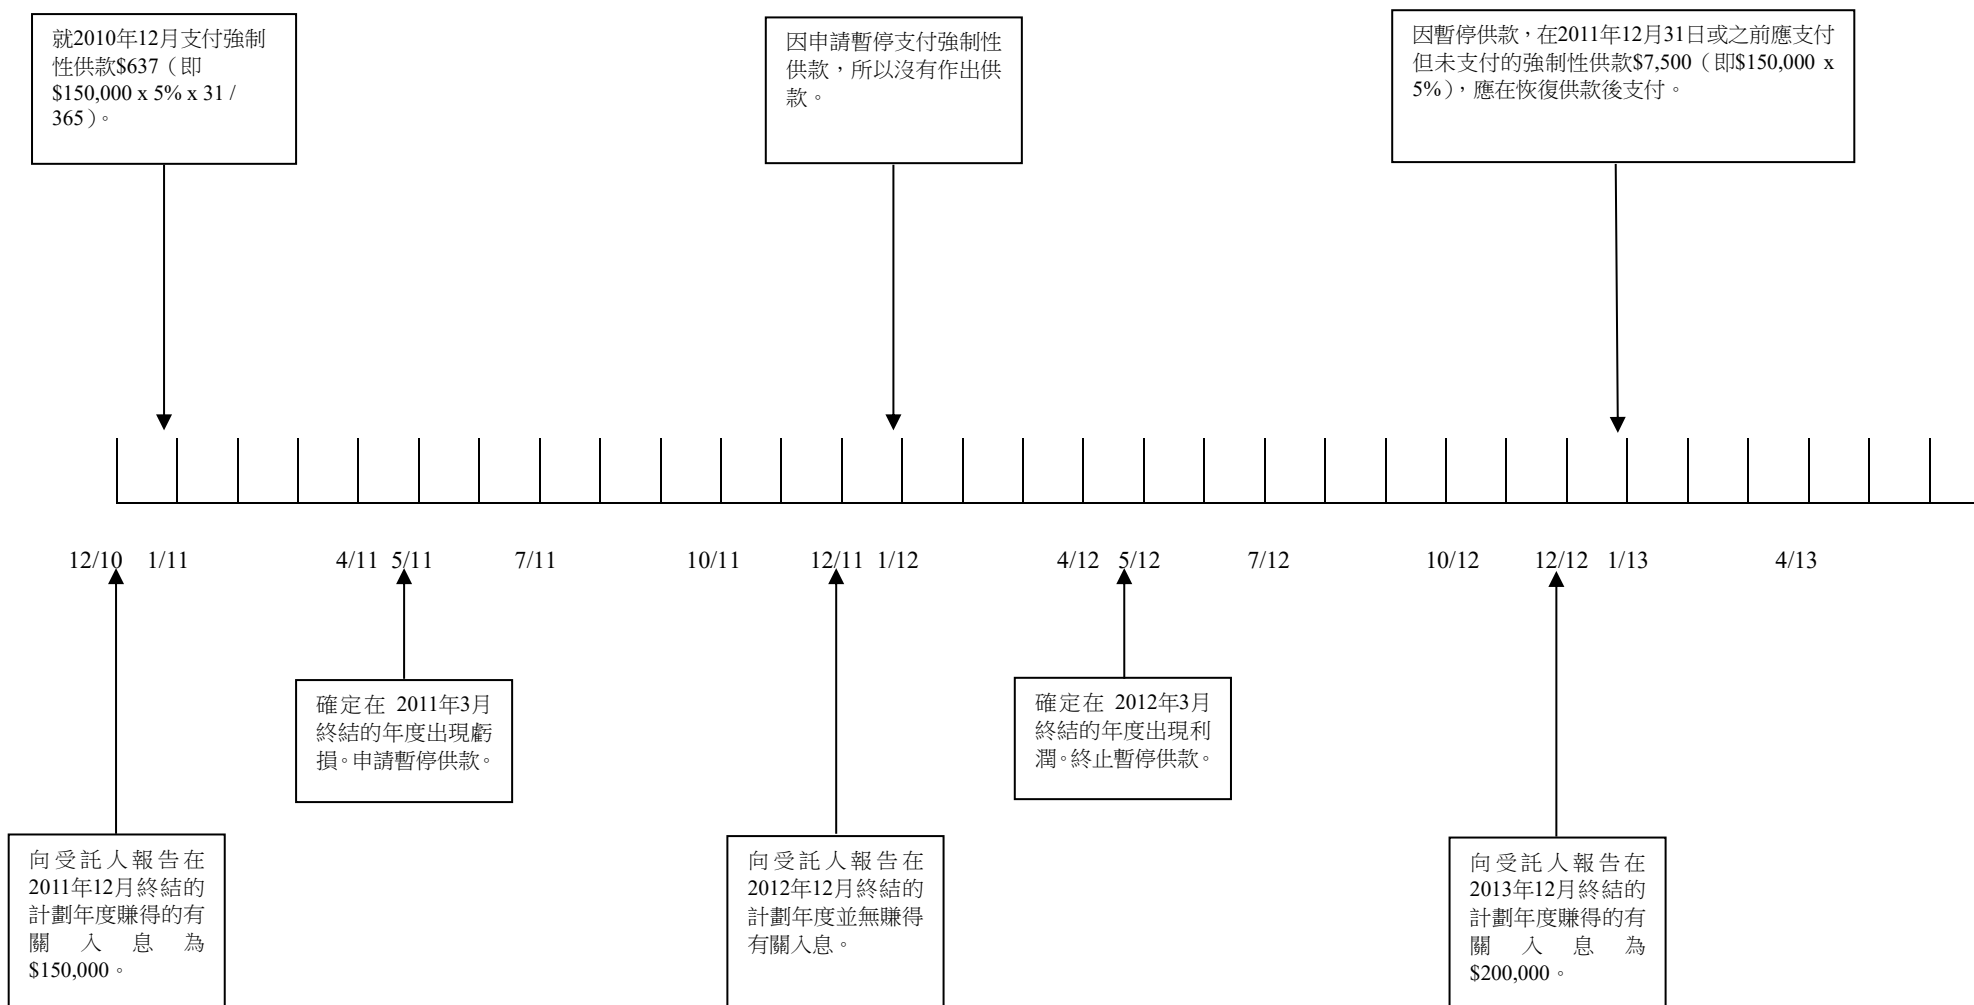 就2010年12月支付強制
性供款$637（即
$150,000 x 5% x 31 /
365）。
因申請暫停支付強制性
供款，所以沒有作出供
款。
因暫停供款，在2011年12月31日或之前應支付
但未支付的強制性供款$7,500（即$150,000 x
5%），應在恢復供款後支付。
12/10 1/11 4/11 5/11 7/11 10/11 12/11 1/12 4/12 5/12 7/12 10/12 12/12 1/13 4/13
確定在 2011年3月
終結的年度出現虧
損。申請暫停供款。
確定在 2012年3月
終結的年度出現利
潤。終止暫停供款。
向受託人報告在
2011年12月終結的
計劃年度賺得的有
關入息為
$150,000。
向受託人報告在
2012年12月終結的
計劃年度並無賺得
有關入息。
向受託人報告在
2013年12月終結的
計劃年度賺得的有
關入息為
$200,000。